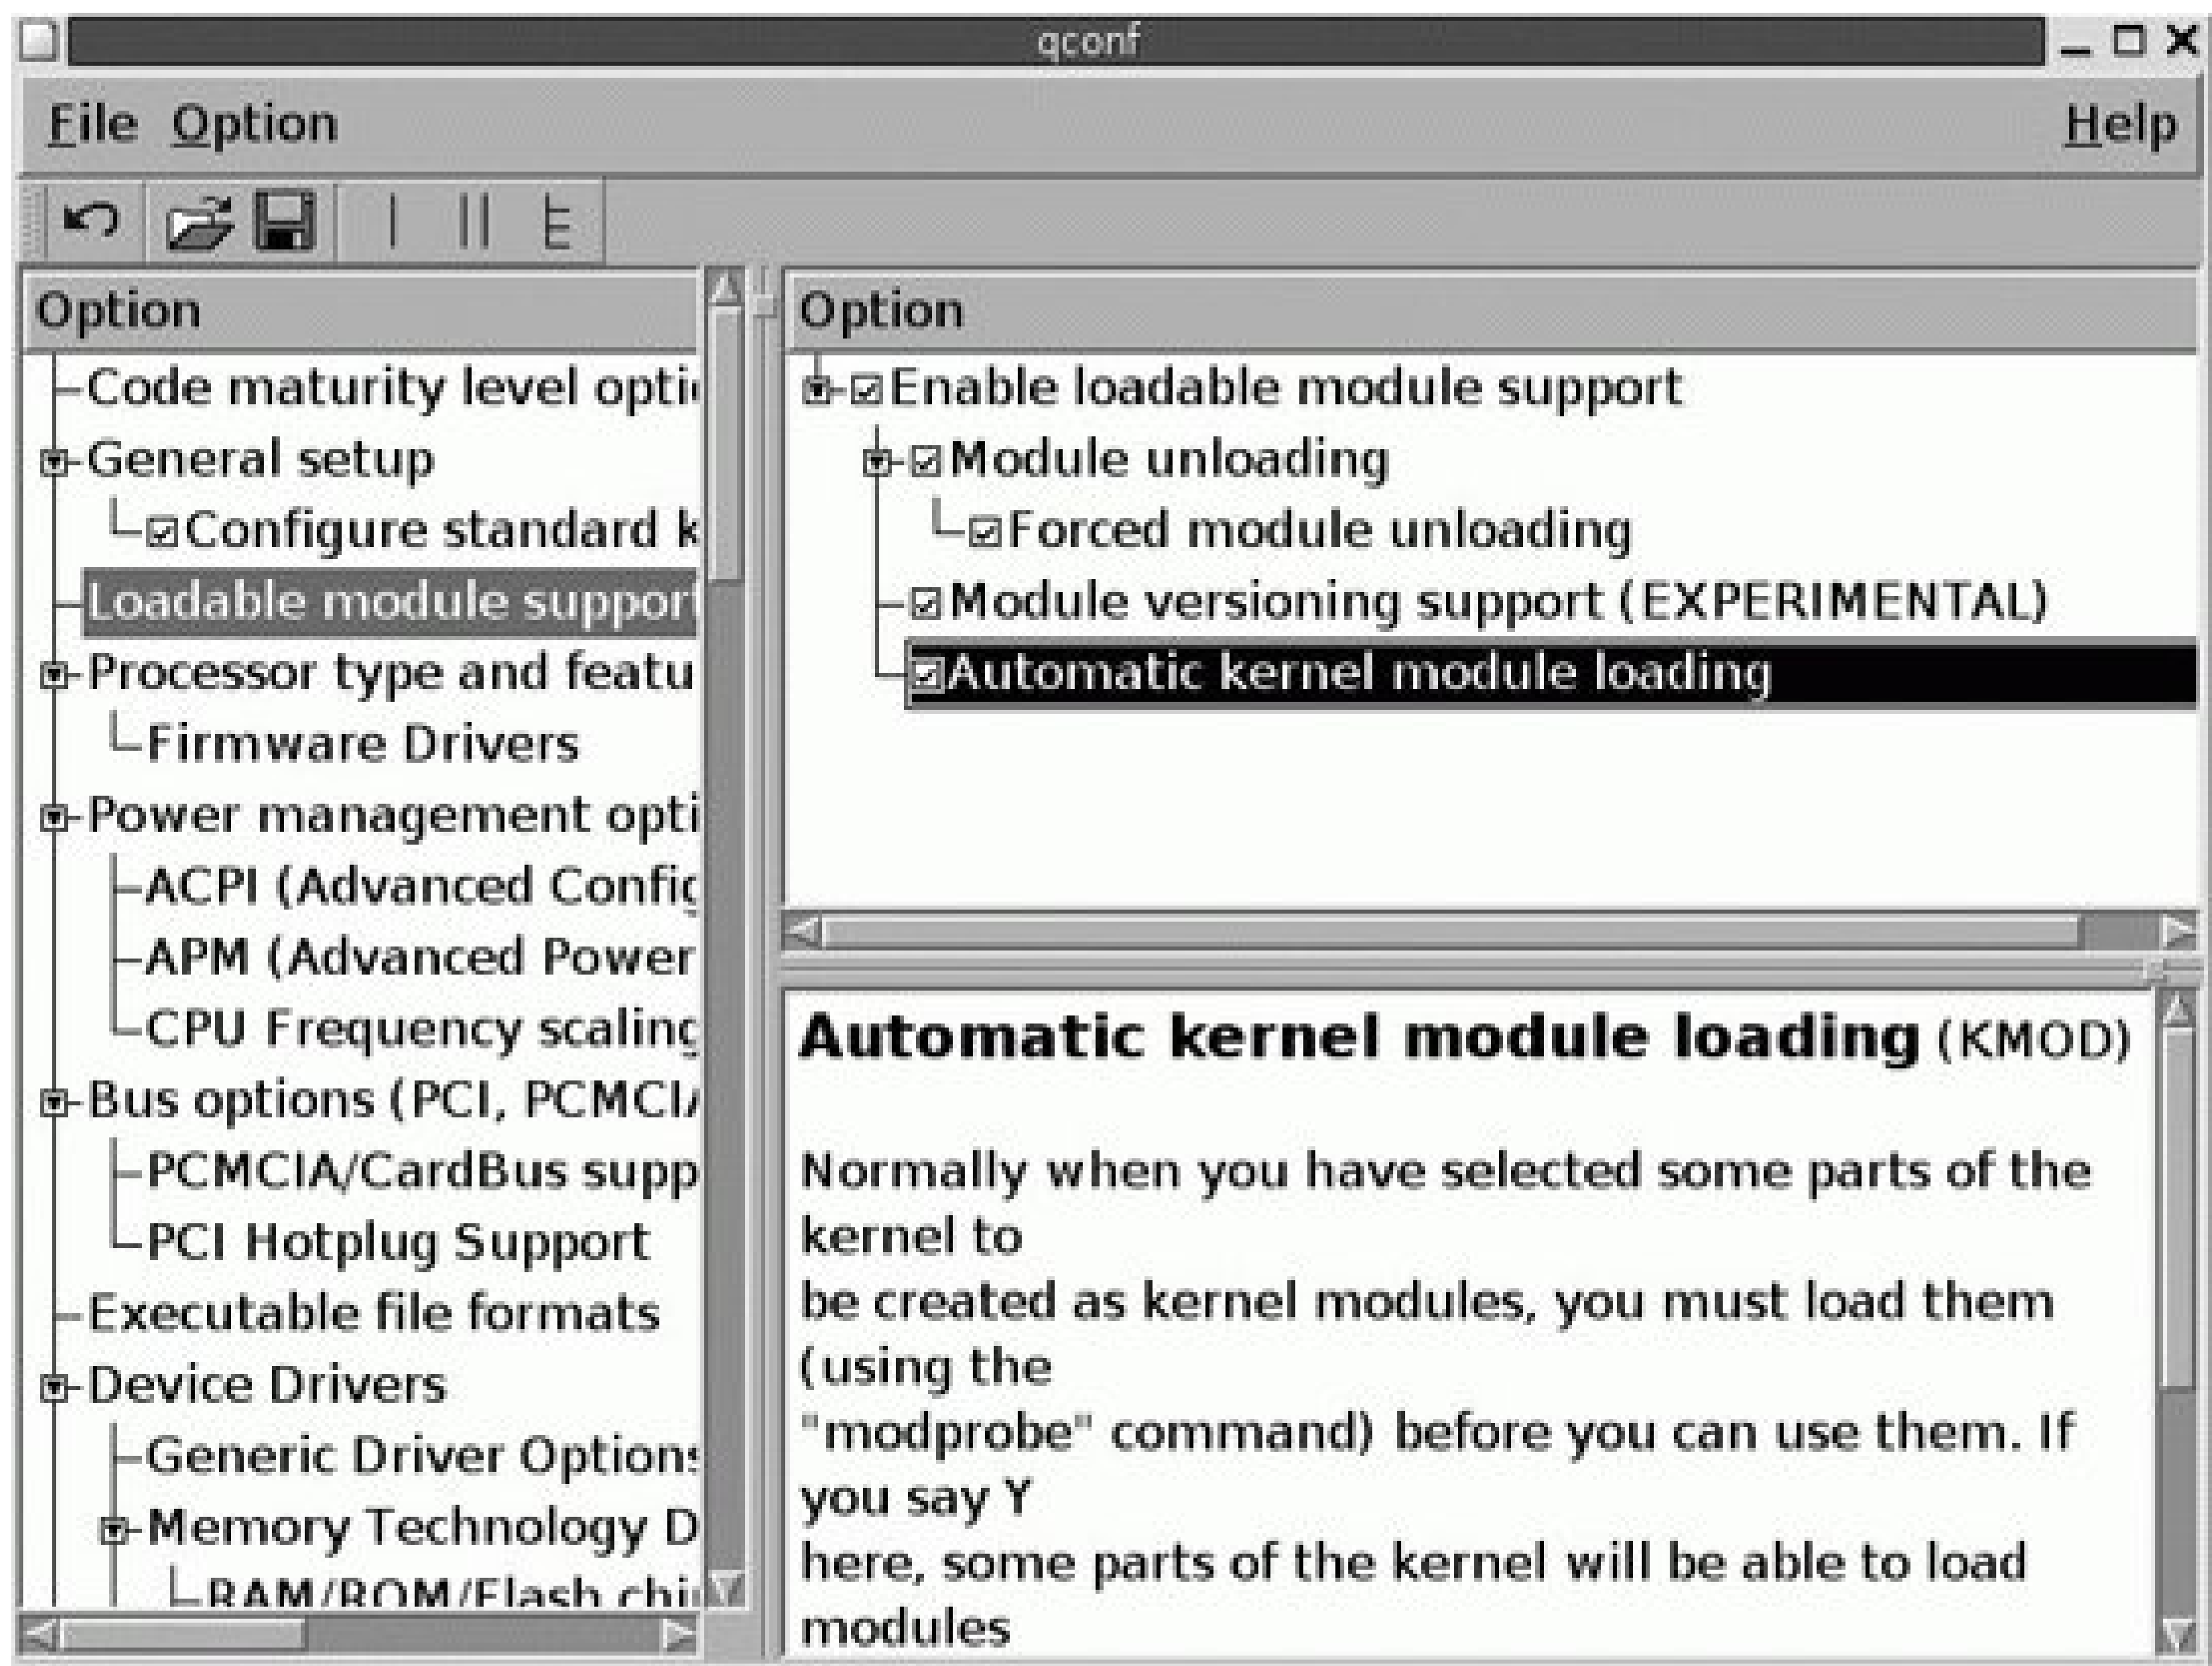 qconf
File Option Help
Option
Code maturity level opti
General setup
Configure standard k
Loadable module support
Processor type and featu
Firmware Drivers
Power management opti
ACPI (Advanced Config
APM (Advanced Power
CPU Frequency scaling
Bus options (PCI, PCMCIA
PCMCIA/CardBus supp
PCI Hotplug Support
Executable file formats
Device Drivers
Generic Driver Options
Memory Technology D
RAM/ROM/Flash chi
Option
Enable loadable module support
Module unloading
Forced module unloading
Module versioning support (EXPERIMENTAL)
Automatic kernel module loading
Automatic kernel module loading (KMOD)
Normally when you have selected some parts of the
kernel to
be created as kernel modules, you must load them
(using the
"modprobe" command) before you can use them. If
you say Y
here, some parts of the kernel will be able to load
modules